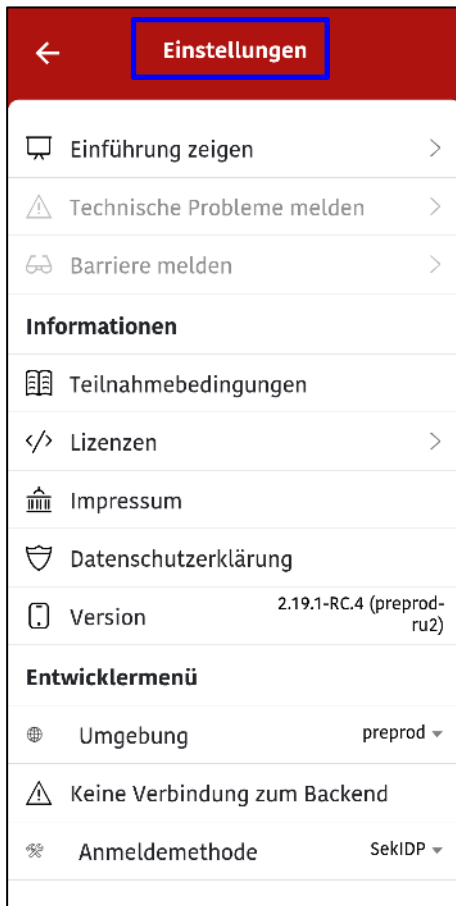 Einstellungen
Einführung zeigen
Technische Probleme melden
Barriere melden
Informationen
Teilnahmebedingungen
Lizenzen
Impressum
Datenschutzerklärung
Version 2.19.1-RC.4 (preprod-
ru2)
Entwicklermenü
Umgebung preprod
Keine Verbindung zum Backend
Anmeldemethode SekIDP